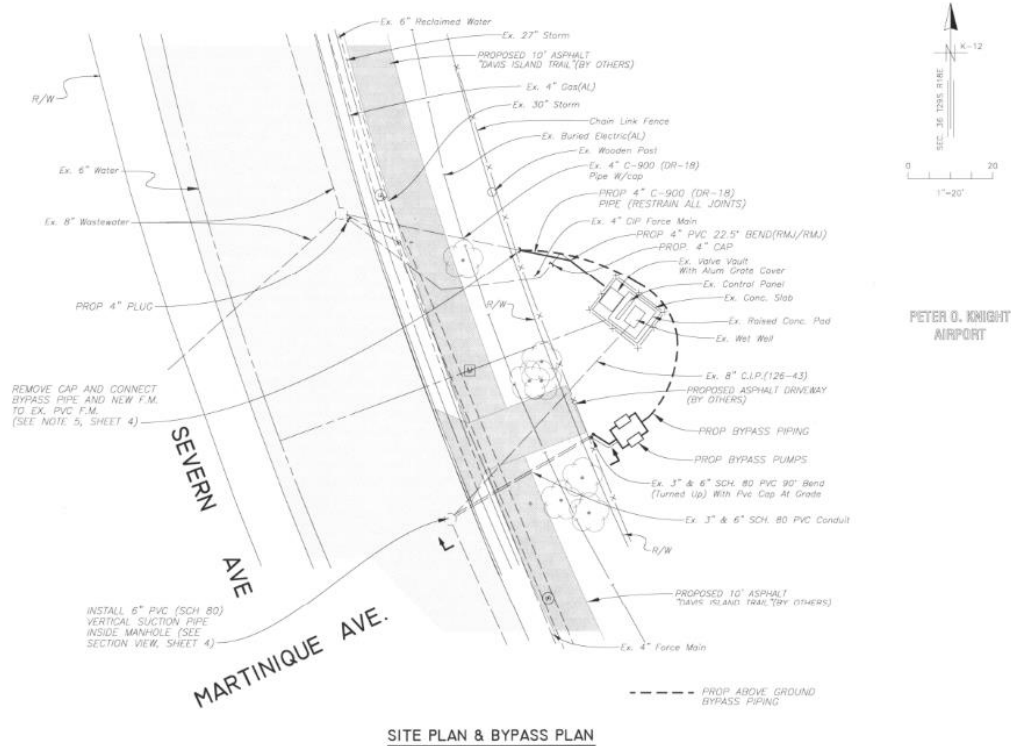 Ex. 6" Reclaimed Water
Ex. 27" Storm
PROPOSED 10' ASPHALT
"DAVIS ISLAND TRAIL"(BY OTHERS)
Ex. 4" Gas(AL)
Ex. 30" Storm
Chain Link Fence
Ex. Buried Electric(AL)
Ex. Wooden Post
Ex. 4" C-900 (DR-18)
Pipe W/cap
PROP 4" C-900 (DR-18)
PIPE (RESTRAIN ALL JOINTS)
Ex. 4" CIP Force Main
PROP 4" PVC 22.5° BEND(RMJ/RMJ)
PROP. 4" CAP
Ex. Valve Vault
With Alum Grate Cover
Ex. Control Panel
Ex. Conc. Slab
R/W
Ex. Raised Conc. Pad
Ex. Wet Well
Ex. 8" C.I.P.(126-43)
PROPOSED ASPHALT DRIVEWAY
(BY OTHERS)
PROP BYPASS PIPING
PROP BYPASS PUMPS
Ex. 3" & 6" SCH. 80 PVC 90° Bend
(Turned Up) With Pvc Cap At Grade
Ex. 3" & 6" SCH. 80 PVC Conduit
R/W
PROPOSED 10' ASPHALT
"DAVIS ISLAND TRAIL"(BY OTHERS)
Ex. 4" Force Main
R/W
Ex. 6" Water
Ex. 8" Wastewater
PROP 4" PLUG
REMOVE CAP AND CONNECT
BYPASS PIPE AND NEW F.M.
TO EX. PVC F.M.
(SEE NOTE 5, SHEET 4)
SEVERN AVE
INSTALL 6" PVC (SCH 80)
VERTICAL SUCTION PIPE
INSIDE MANHOLE (SEE
SECTION VIEW, SHEET 4)
MARTINIQUE AVE.
N
K-12
SEC. 36 T29S R18E
0 20
1"=20'
PETER O. KNIGHT
AIRPORT
PROP ABOVE GROUND
BYPASS PIPING
SITE PLAN & BYPASS PLAN